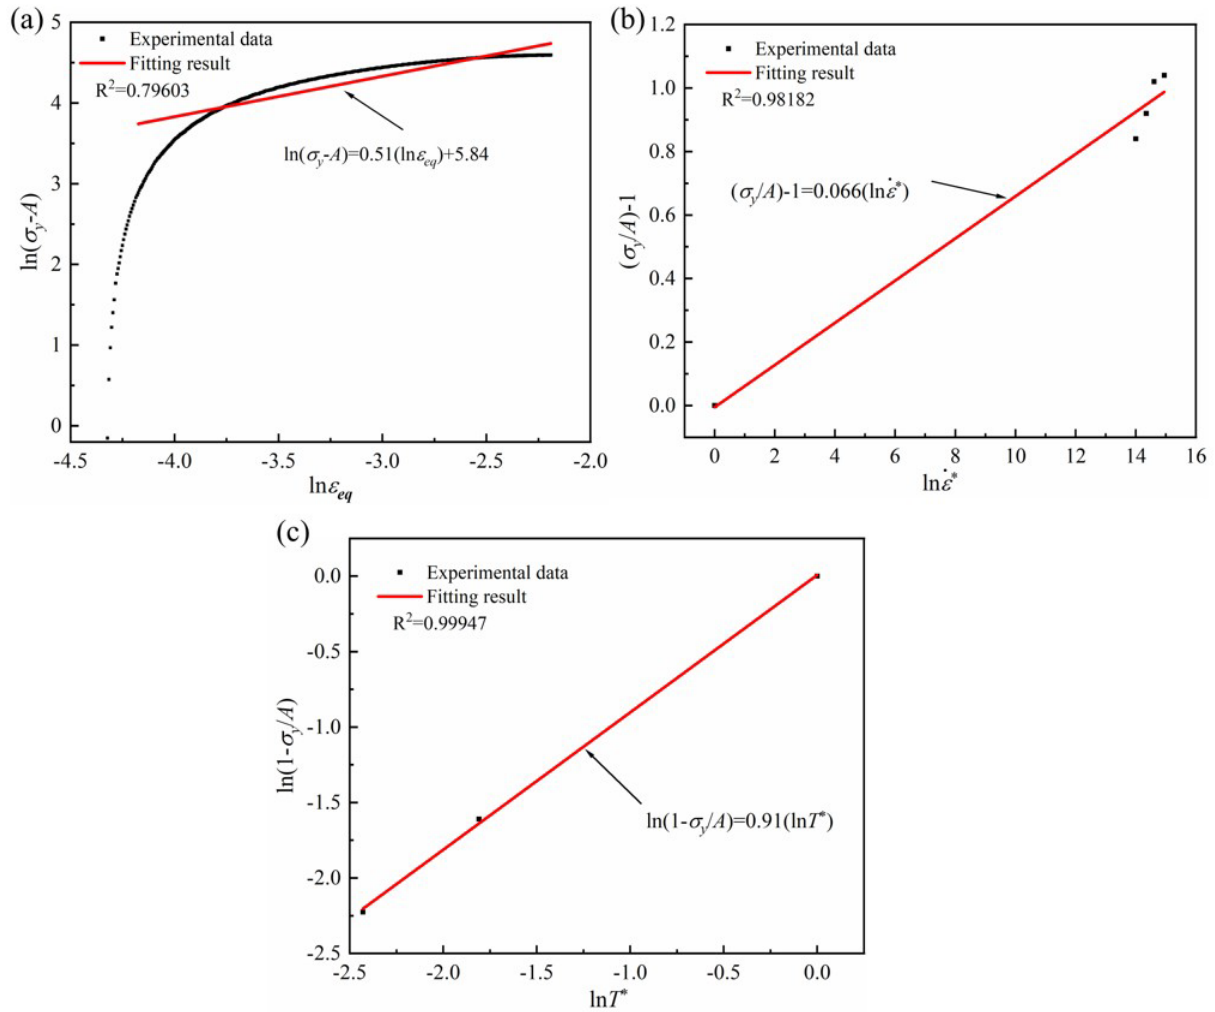 (a)
Experimental data
Fitting result
R²=0.79603
ln(σy-A)=0.51(lnεeq)+5.84
ln(σy-A)
5
4
3
2
1
0
-4.5 -4.0 -3.5 -3.0 -2.5 -2.0
lnεeq
(b)
Experimental data
Fitting result
R²=0.98182
(σy/A)-1=0.066(lnε̇*)
(σy/A)-1
1.2
1.0
0.8
0.6
0.4
0.2
0.0
0 2 4 6 8 10 12 14 16
lnε̇*
(c)
Experimental data
Fitting result
R²=0.99947
ln(1-σy/A)=0.91(lnT*)
ln(1-σy/A)
0.0
-0.5
-1.0
-1.5
-2.0
-2.5
-2.5 -2.0 -1.5 -1.0 -0.5 0.0
lnT*